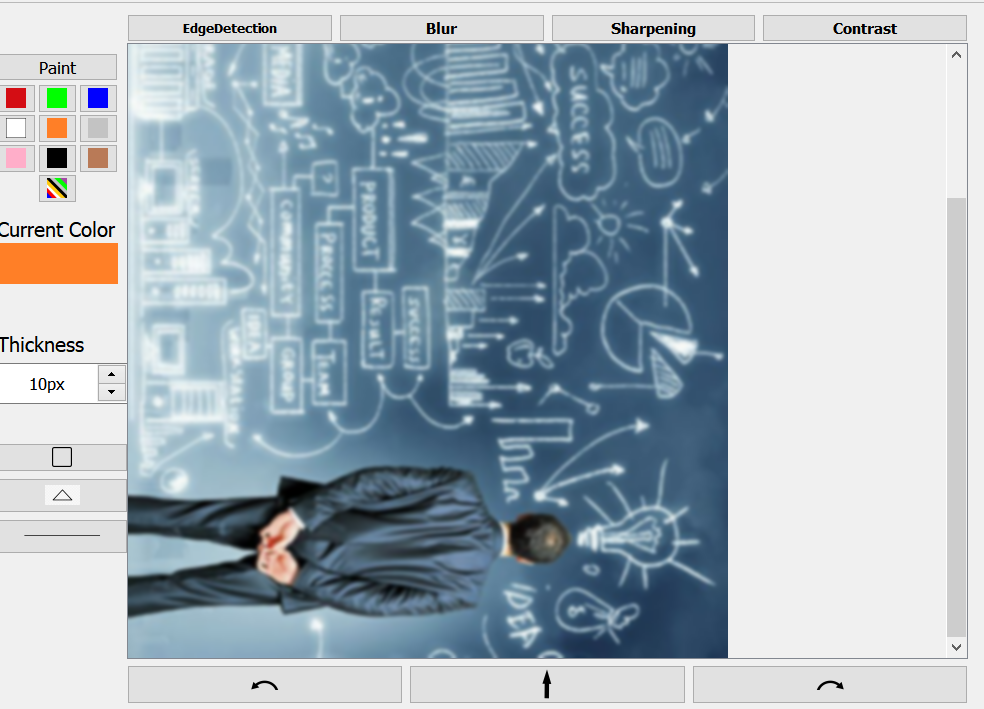 EdgeDetection
Blur
Sharpening
Contrast
Paint
Current Color
Thickness
10px
MEDIA
SUCCESS
?
PRODUCT
COMMUNITY
PROCESS
RESULT
SUCCESS
IDEA
GROUP
TEAM
IDEA